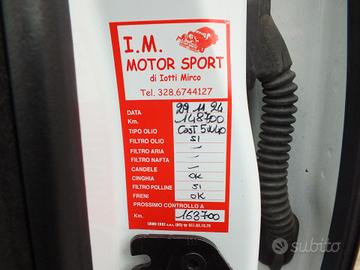 I.M.
MOTOR SPORT
di Iotti Mirco
Tel. 328.6744127
DATA 29.11.24
Km. 148700
TIPO OLIO CAST 5W40
FILTRO OLIO SI
FILTRO ARIA —
FILTRO NAFTA —
CANDELE —
CINGHIA OK
FILTRO POLLINE SI
FRENI OK
PROSSIMO CONTROLLO A
Km. 163700
subito